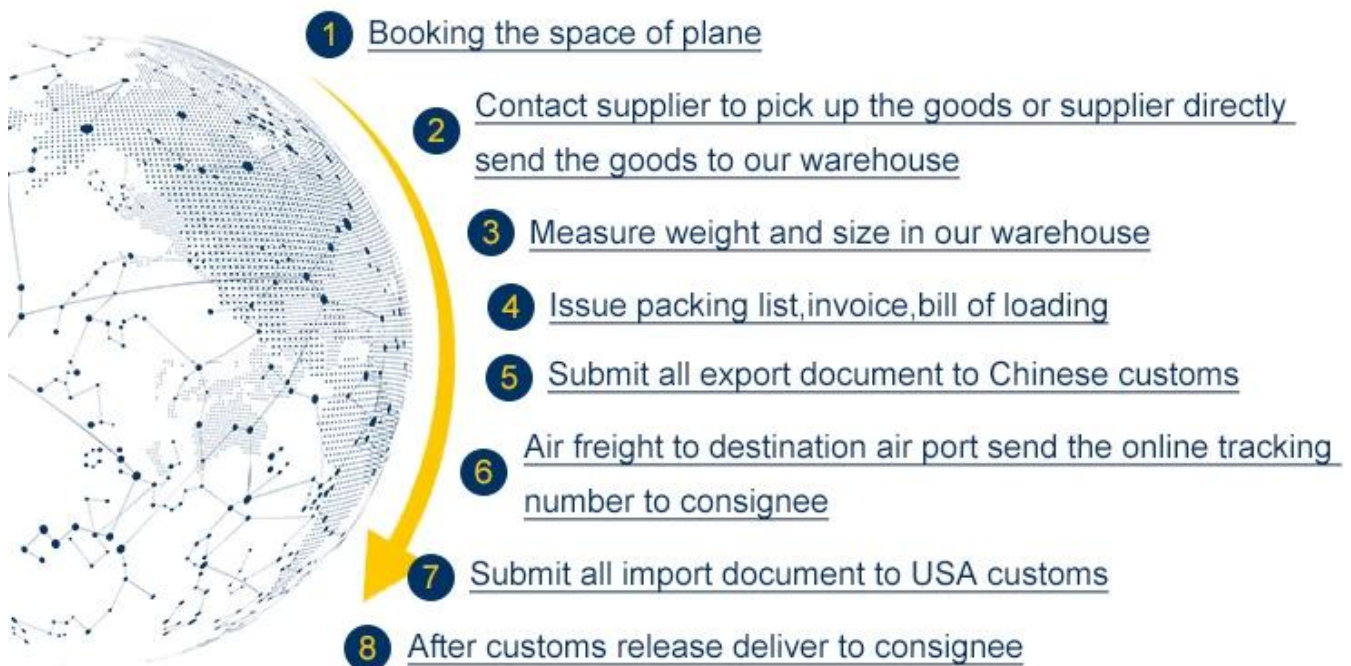 1 Booking the space of plane
2 Contact supplier to pick up the goods or supplier directly
send the goods to our warehouse
3 Measure weight and size in our warehouse
4 Issue packing list,invoice,bill of loading
5 Submit all export document to Chinese customs
6 Air freight to destination air port send the online tracking
number to consignee
7 Submit all import document to USA customs
8 After customs release deliver to consignee